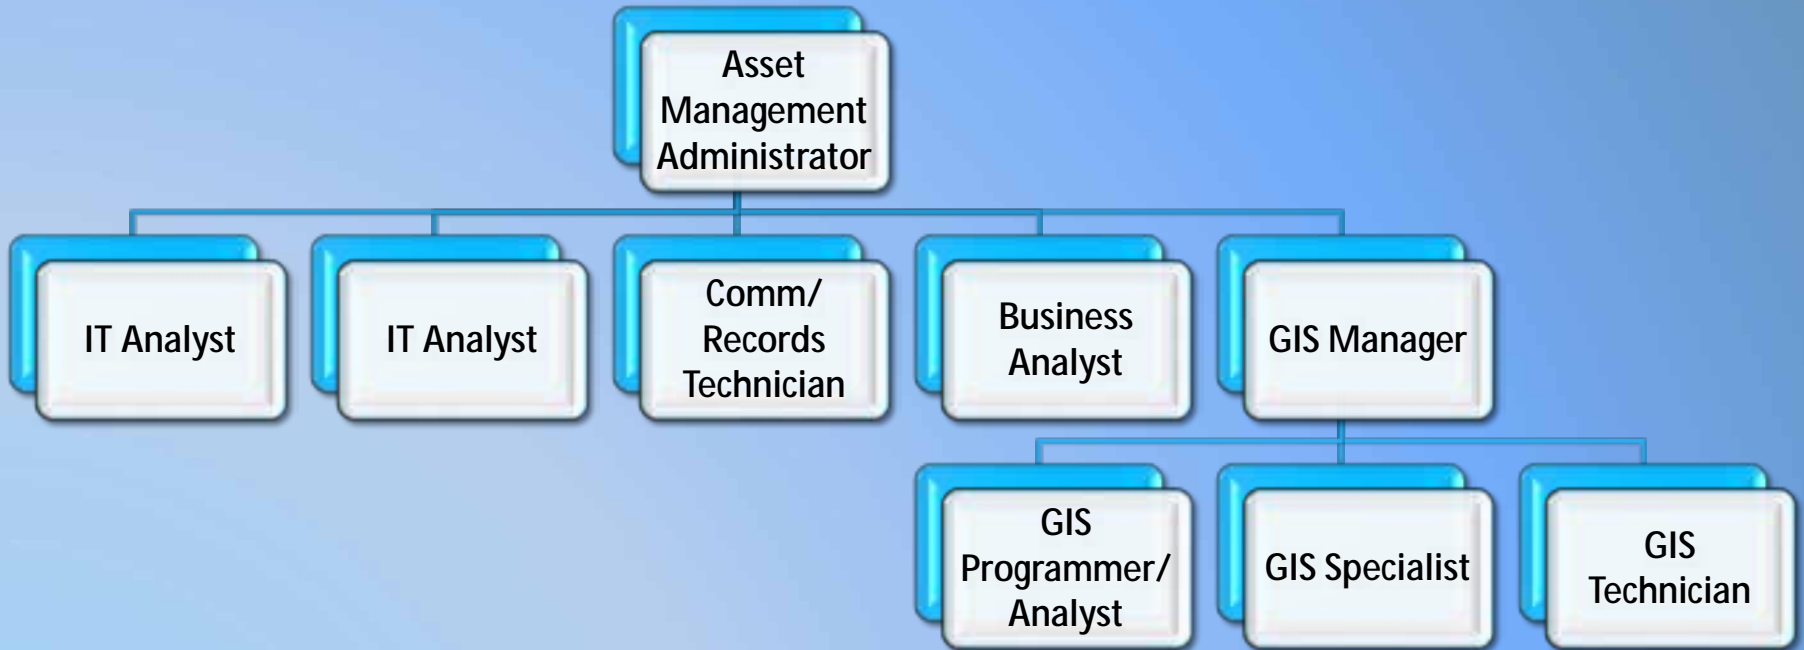 Asset
Management
Administrator
IT Analyst
IT Analyst
Comm/
Records
Technician
Business
Analyst
GIS Manager
GIS
Programmer/
Analyst
GIS Specialist
GIS
Technician